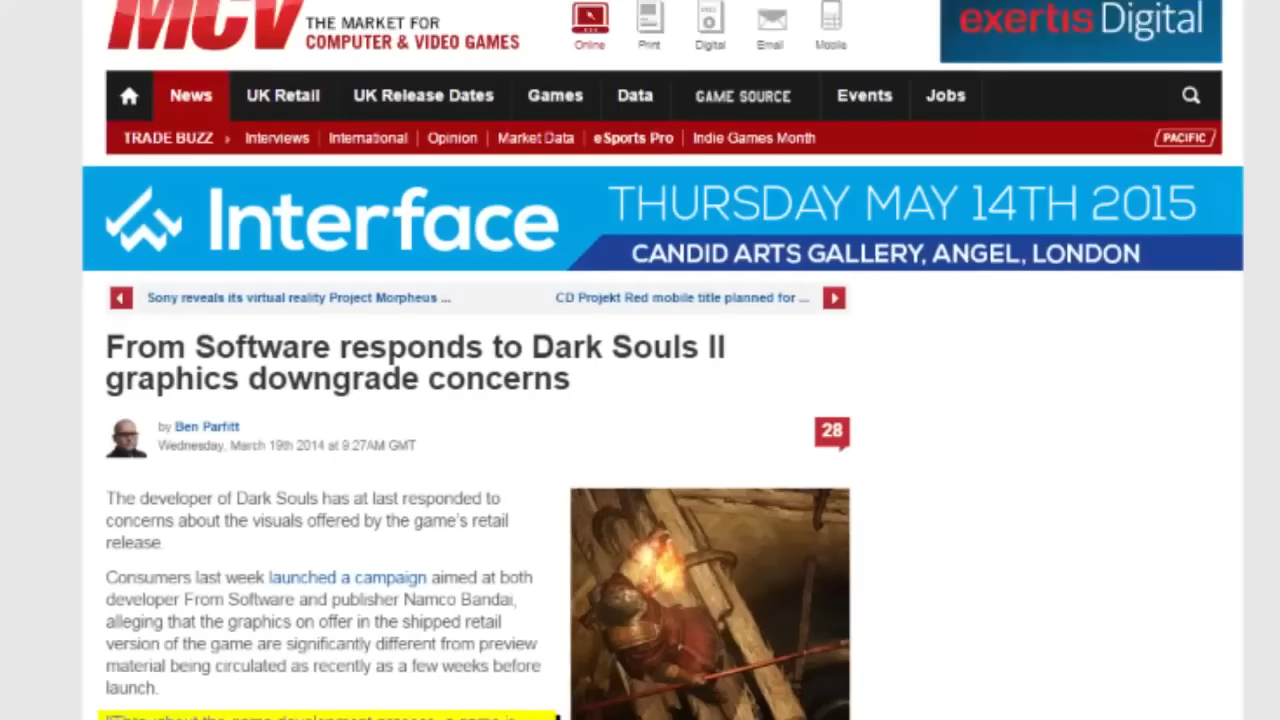 MCV
THE MARKET FOR
COMPUTER & VIDEO GAMES
Online
Print
Digital
Email
Mobile
exertis Digital
News
UK Retail
UK Release Dates
Games
Data
GAME SOURCE
Events
Jobs
TRADE BUZZ
Interviews
International
Opinion
Market Data
eSports Pro
Indie Games Month
PACIFIC
Interface
THURSDAY MAY 14TH 2015
CANDID ARTS GALLERY, ANGEL, LONDON
Sony reveals its virtual reality Project Morpheus ...
CD Projekt Red mobile title planned for ...
From Software responds to Dark Souls II
graphics downgrade concerns
by Ben Parfitt
Wednesday, March 19th 2014 at 9:27AM GMT
28
The developer of Dark Souls has at last responded to
concerns about the visuals offered by the game's retail
release.
Consumers last week launched a campaign aimed at both
developer From Software and publisher Namco Bandai,
alleging that the graphics on offer in the shipped retail
version of the game are significantly different from preview
material being circulated as recently as a few weeks before
launch.